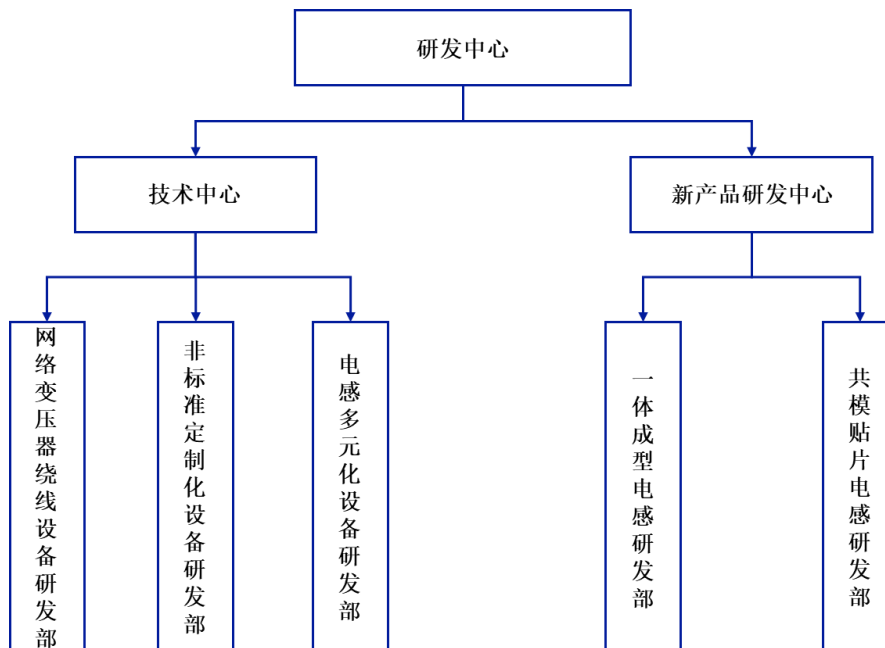 研发中心
技术中心
新产品研发中心
网络变压器绕线设备研发部
非标准定制化设备研发部
电感多元化设备研发部
一体成型电感研发部
共模贴片电感研发部